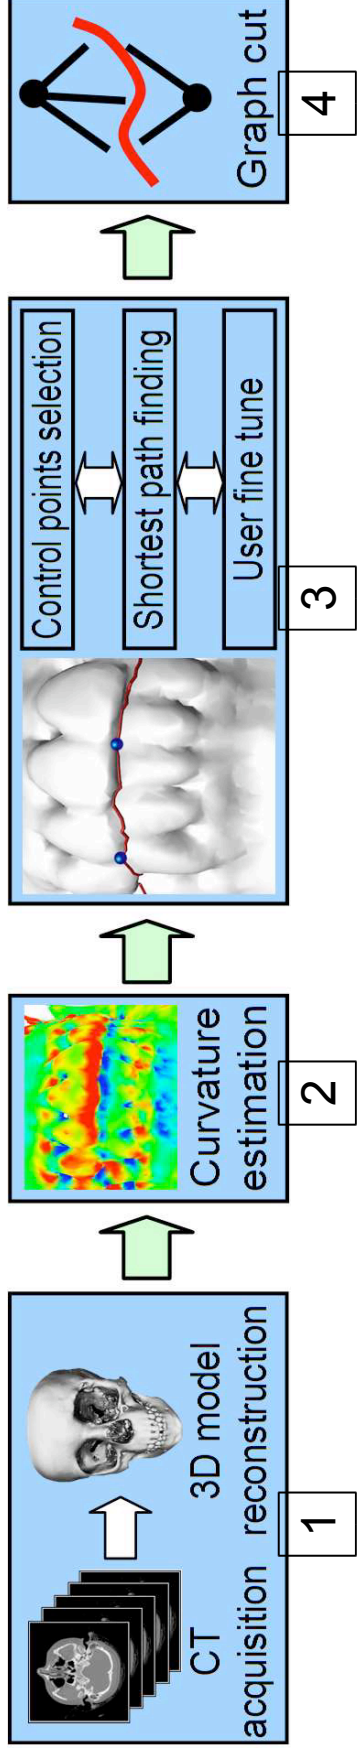 CT
acquisition
3D model
reconstruction
1
Curvature
estimation
2
Control points selection
Shortest path finding
User fine tune
3
Graph cut
4